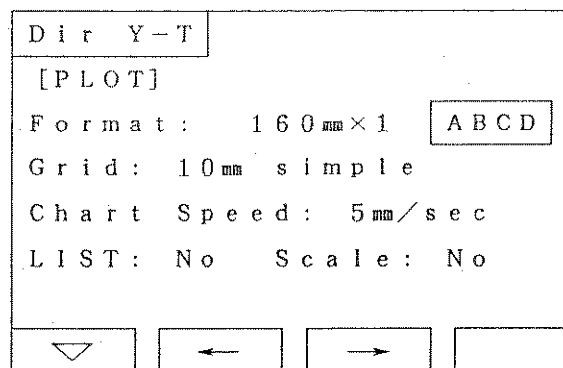 Dir Y-T
[PLOT]
Format: 160mm×1 ABCD
Grid: 10mm simple
Chart Speed: 5mm/sec
LIST: No Scale: No
▽ ← →